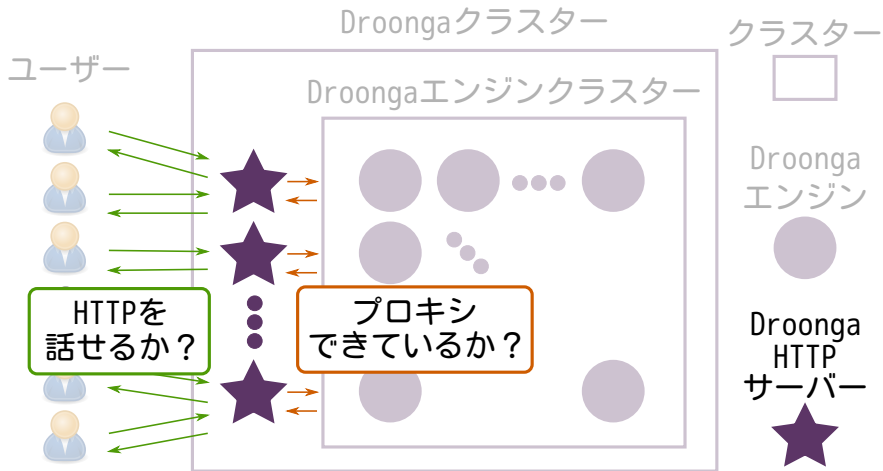 Droongaクラスター
クラスター
ユーザー
Droongaエンジンクラスター
Droonga
エンジン
HTTPを
話せるか？
プロキシ
できているか？
Droonga
HTTP
サーバー